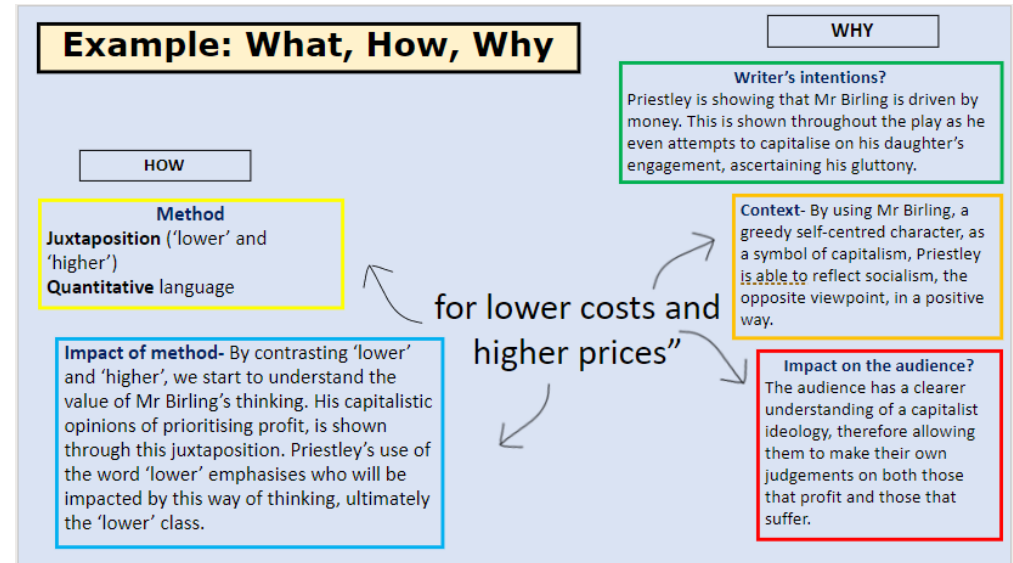 Example: What, How, Why
HOW
Method
Juxtaposition (‘lower’ and
‘higher’)
Quantitative language
Impact of method- By contrasting ‘lower’
and ‘higher’, we start to understand the
value of Mr Birling’s thinking. His capitalistic
opinions of prioritising profit, is shown
through this juxtaposition. Priestley’s use of
the word ‘lower’ emphasises who will be
impacted by this way of thinking, ultimately
the ‘lower’ class.
for lower costs and
higher prices”
WHY
Writer’s intentions?
Priestley is showing that Mr Birling is driven by
money. This is shown throughout the play as he
even attempts to capitalise on his daughter’s
engagement, ascertaining his gluttony.
Context- By using Mr Birling, a
greedy self-centred character, as
a symbol of capitalism, Priestley
is able to reflect socialism, the
opposite viewpoint, in a positive
way.
Impact on the audience?
The audience has a clearer
understanding of a capitalist
ideology, therefore allowing
them to make their own
judgements on both those
that profit and those that
suffer.